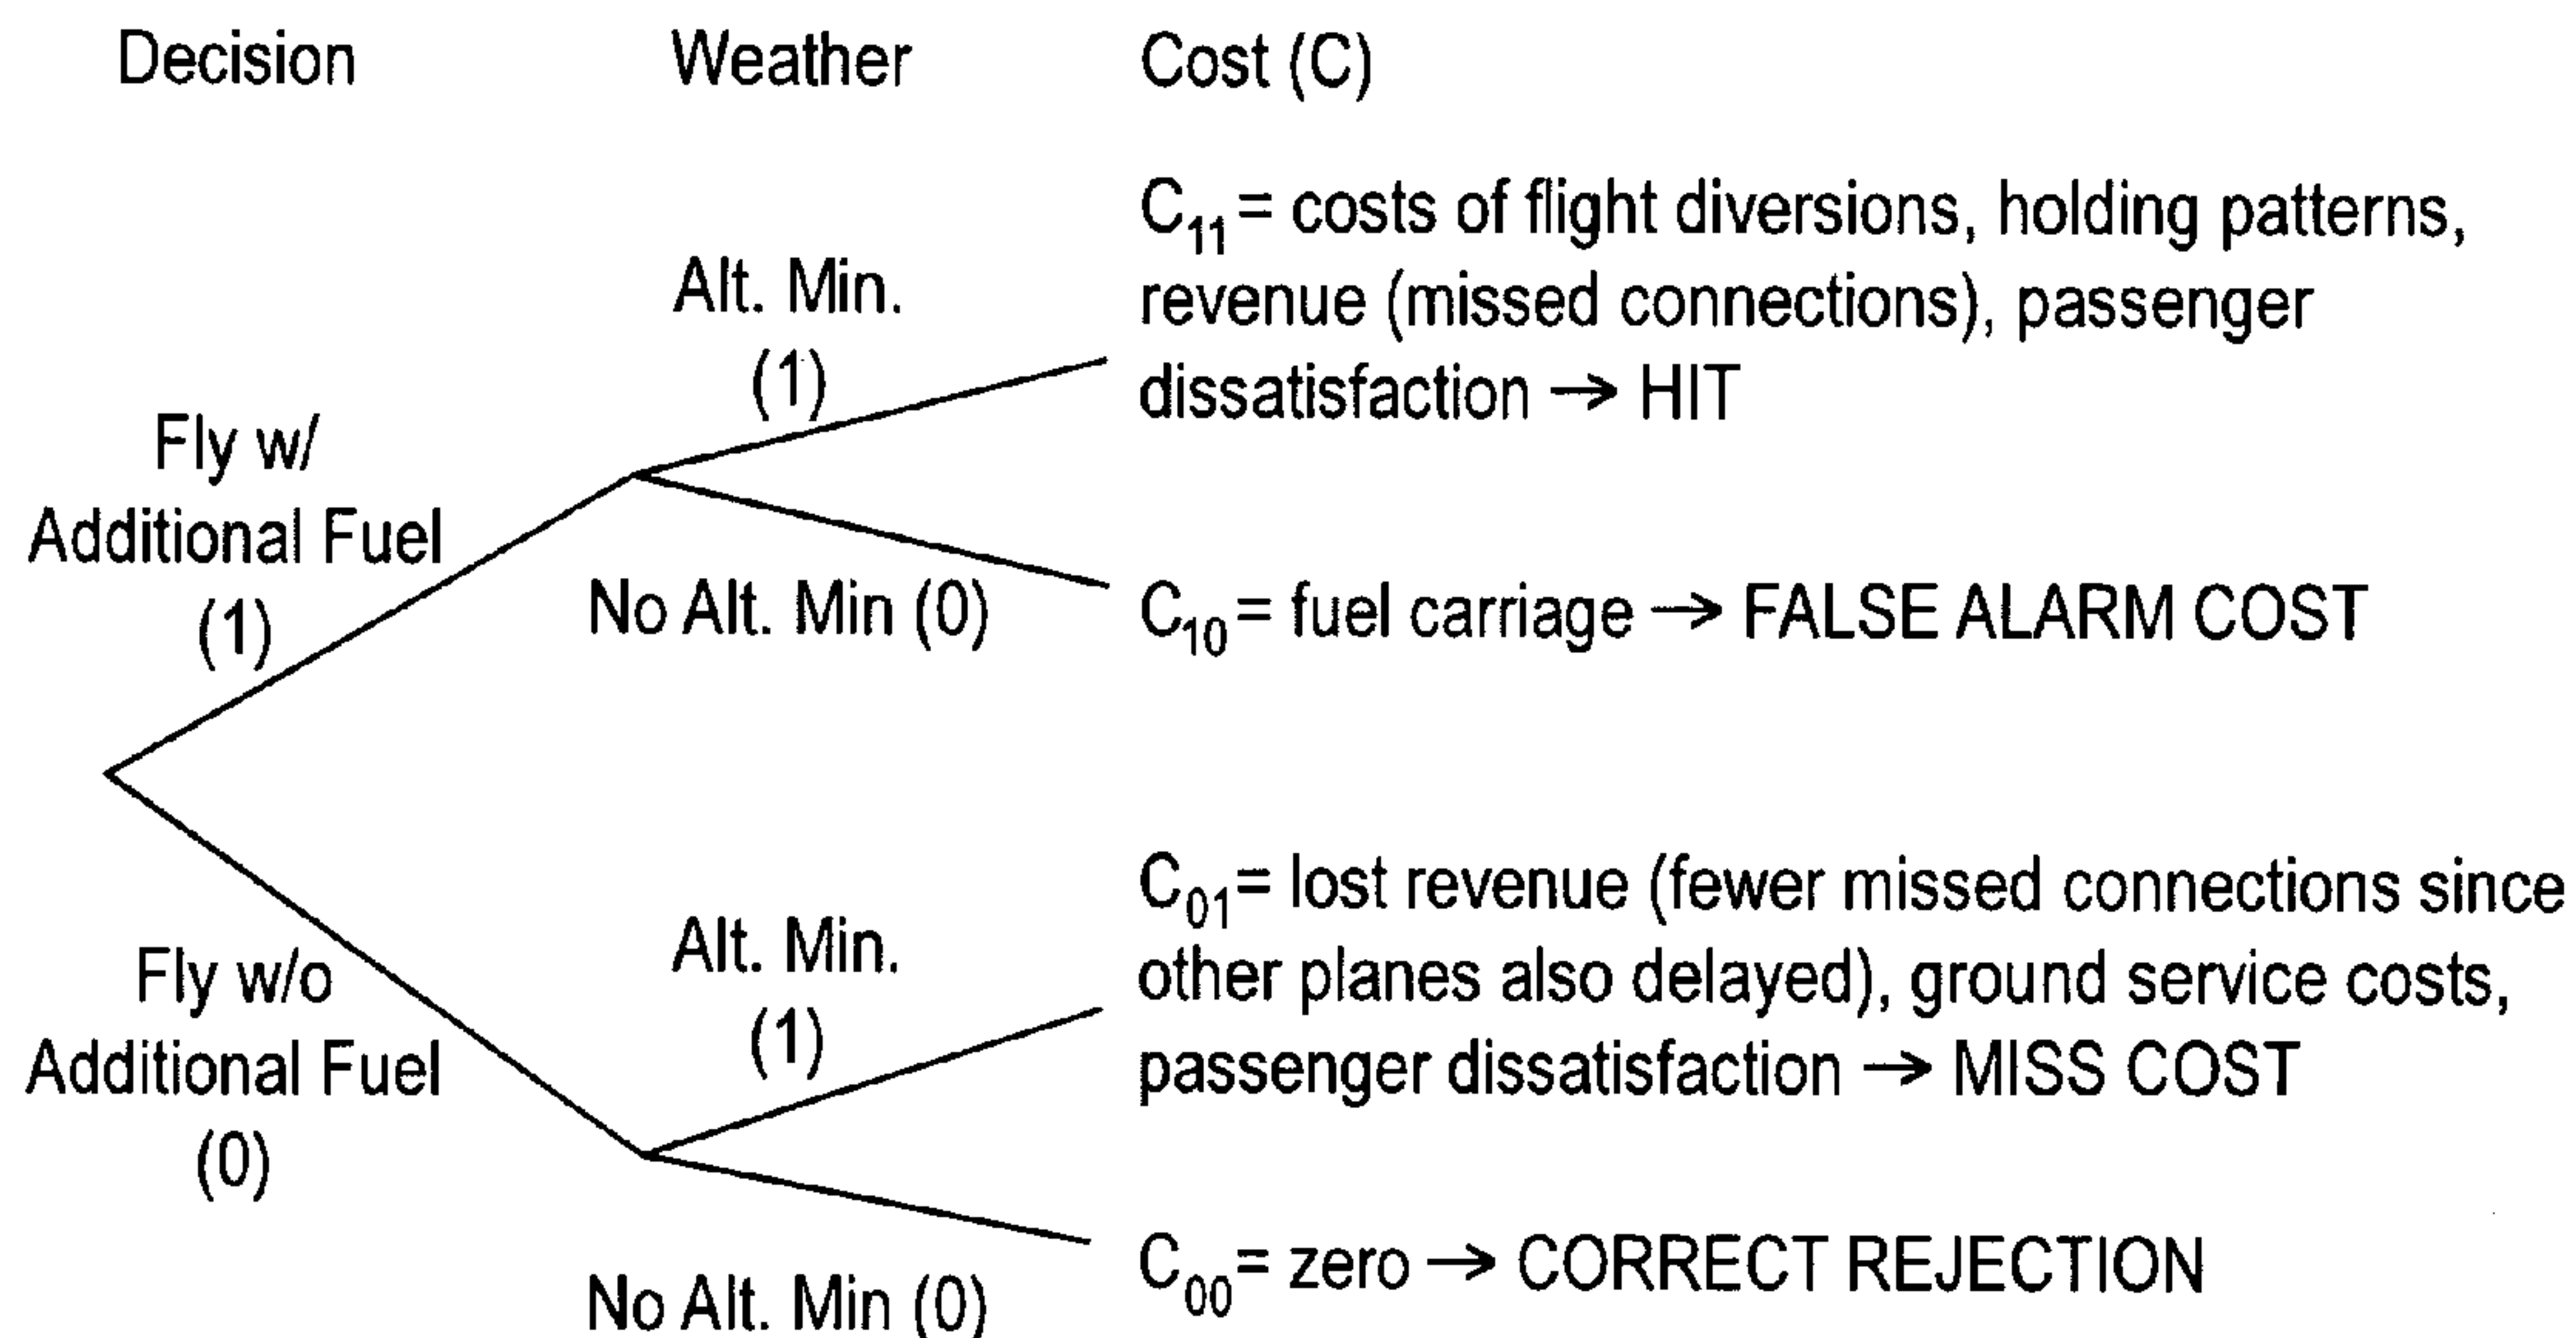 Decision Weather Cost (C)
C11 = costs of flight diversions, holding patterns,
revenue (missed connections), passenger
dissatisfaction → HIT
Alt. Min.
(1)
Fly w/
Additional Fuel
(1)
No Alt. Min (0)
C10 = fuel carriage → FALSE ALARM COST
C01 = lost revenue (fewer missed connections since
other planes also delayed), ground service costs,
passenger dissatisfaction → MISS COST
Alt. Min.
(1)
Fly w/o
Additional Fuel
(0)
No Alt. Min (0)
C00 = zero → CORRECT REJECTION